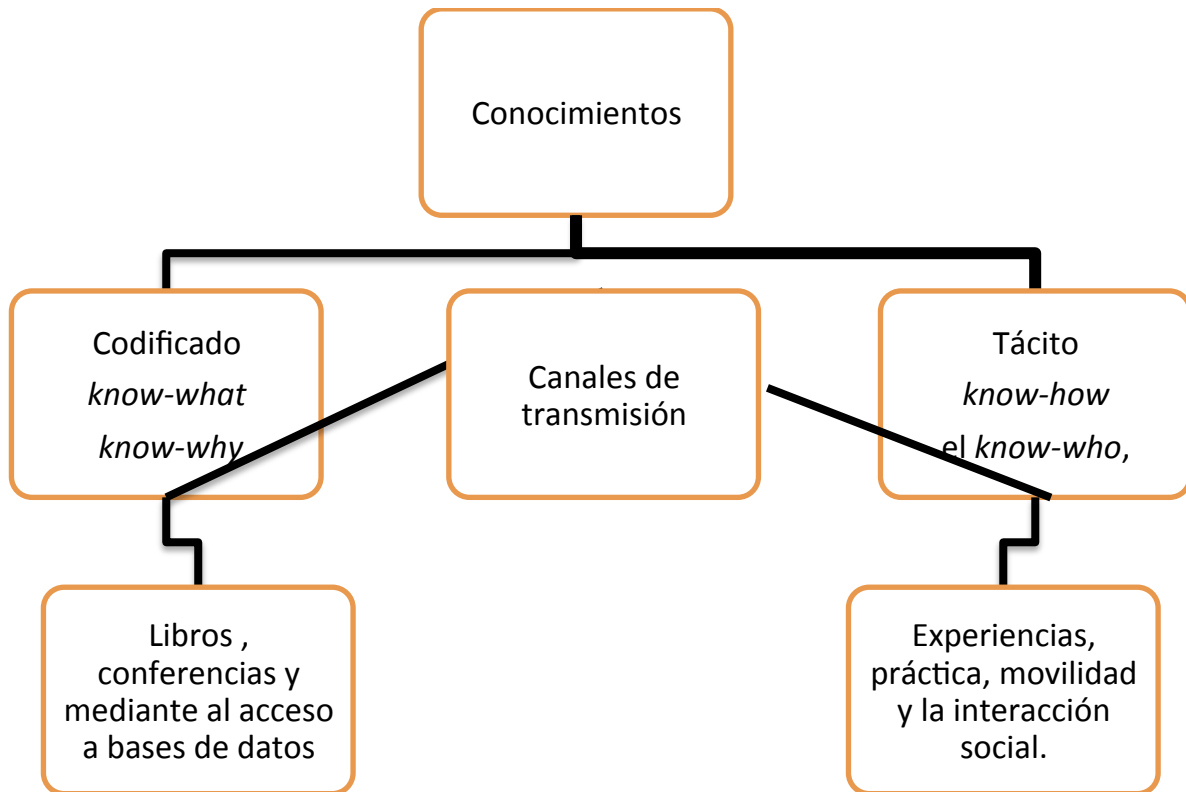 Conocimientos
Codificado
know-what
know-why
Canales de
transmisión
Tácito
know-how
el know-who,
Libros ,
conferencias y
mediante al acceso
a bases de datos
Experiencias,
práctica, movilidad
y la interacción
social.